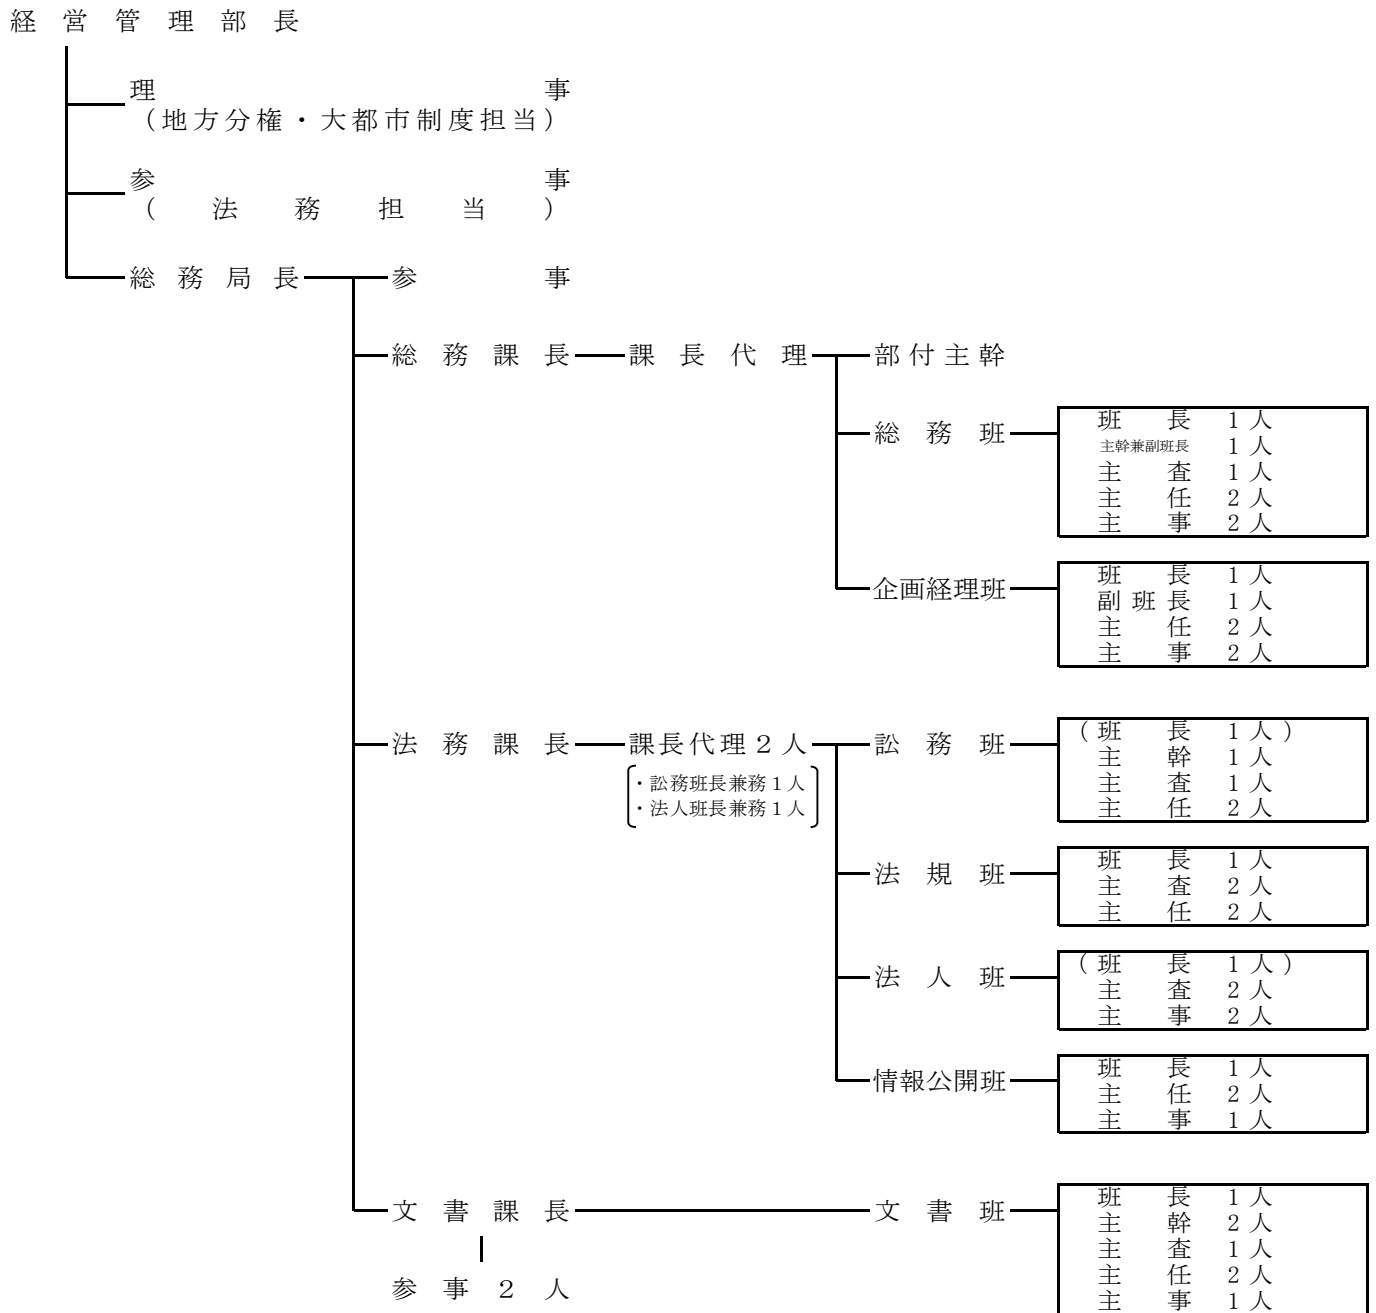 経営管理部長
理事
（地方分権・大都市制度担当）
参事
（法務担当）
総務局長
参事
総務課長
課長代理
部付主幹
総務班
班長 1人
主幹兼副班長 1人
主査 1人
主任 2人
主事 2人
企画経理班
班長 1人
副班長 1人
主任 2人
主事 2人
法務課長
課長代理２人
・訟務班長兼務１人
・法人班長兼務１人
訟務班
（班長 1人）
主幹 1人
主査 1人
主任 2人
法規班
班長 1人
主査 2人
主任 2人
法人班
（班長 1人）
主査 2人
主事 2人
情報公開班
班長 1人
主任 2人
主事 1人
文書課長
文書班
班長 1人
主幹 2人
主査 1人
主任 2人
主事 1人
参事２人